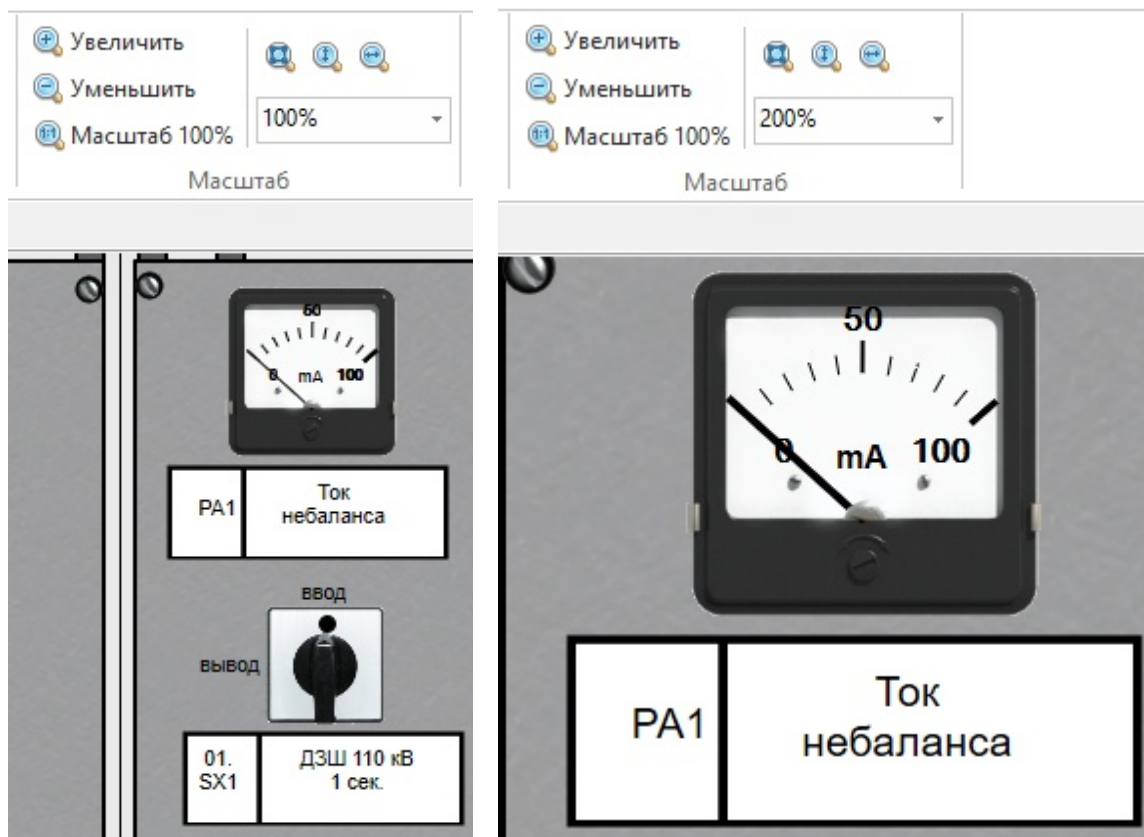 Увеличить
Уменьшить
Масштаб 100%
100%
Масштаб
50
0
mA
100
PA1
Ток
небаланса
ввод
вывод
01.
SX1
ДЗШ 110 кВ
1 сек.
Увеличить
Уменьшить
Масштаб 100%
200%
Масштаб
50
0
mA
100
PA1
Ток
небаланса